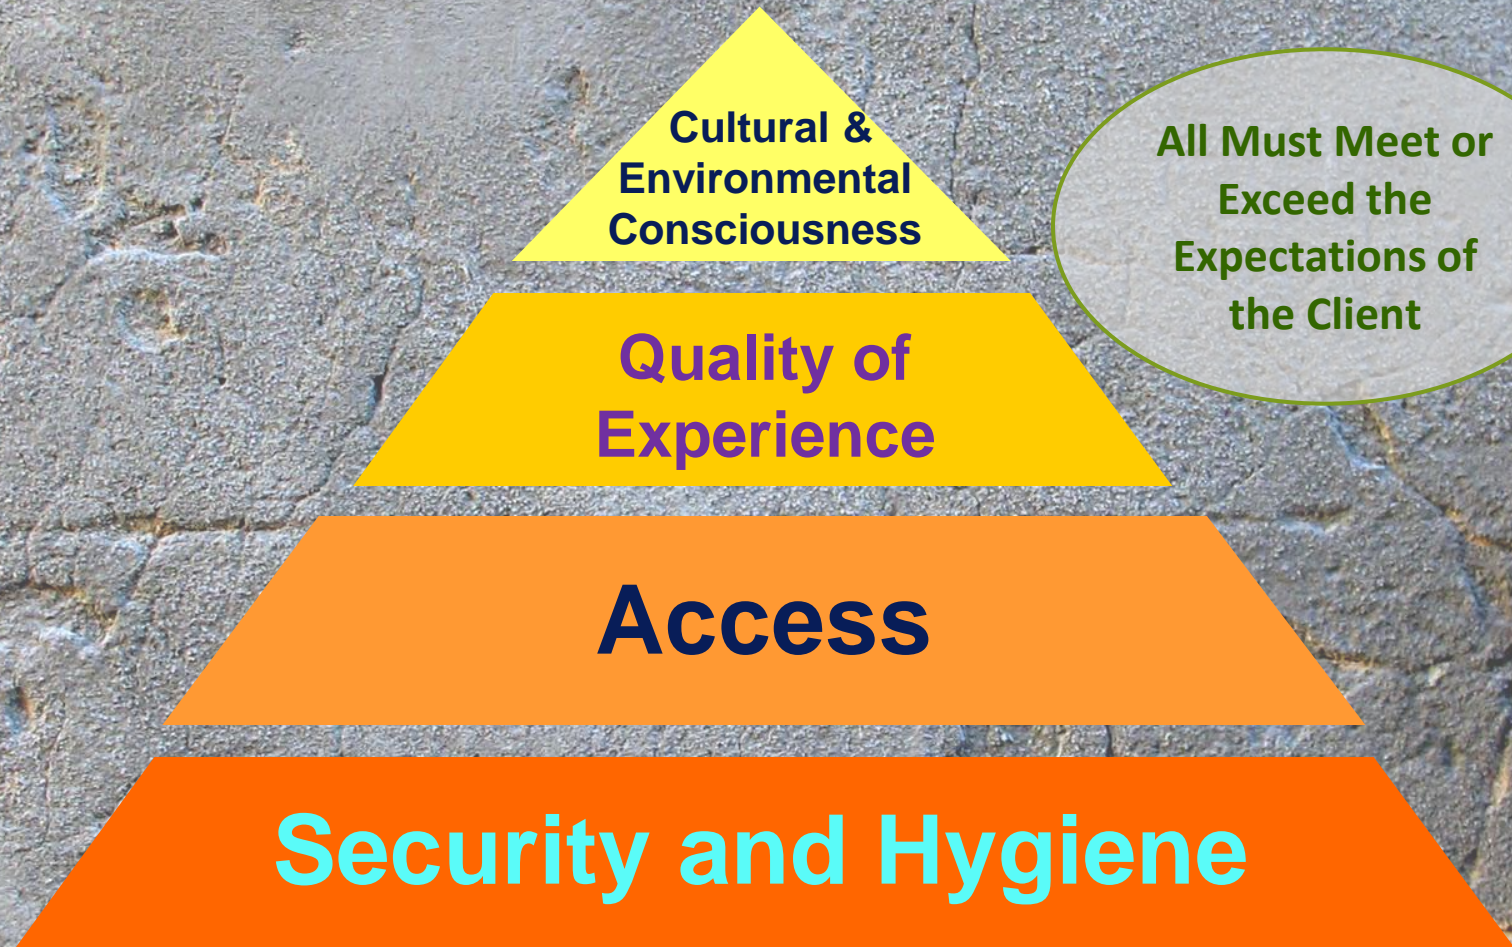 Cultural &
Environmental
Consciousness
All Must Meet or
Exceed the
Expectations of
the Client
Quality of
Experience
Access
Security and Hygiene